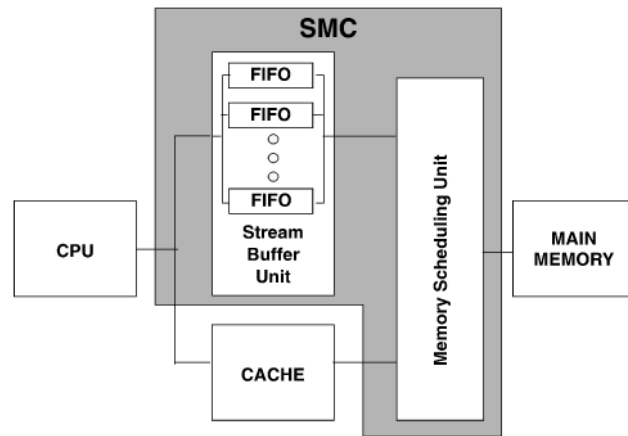 SMC
FIFO
FIFO
FIFO
Stream
Buffer
Unit
CPU
CACHE
Memory Scheduling Unit
MAIN
MEMORY